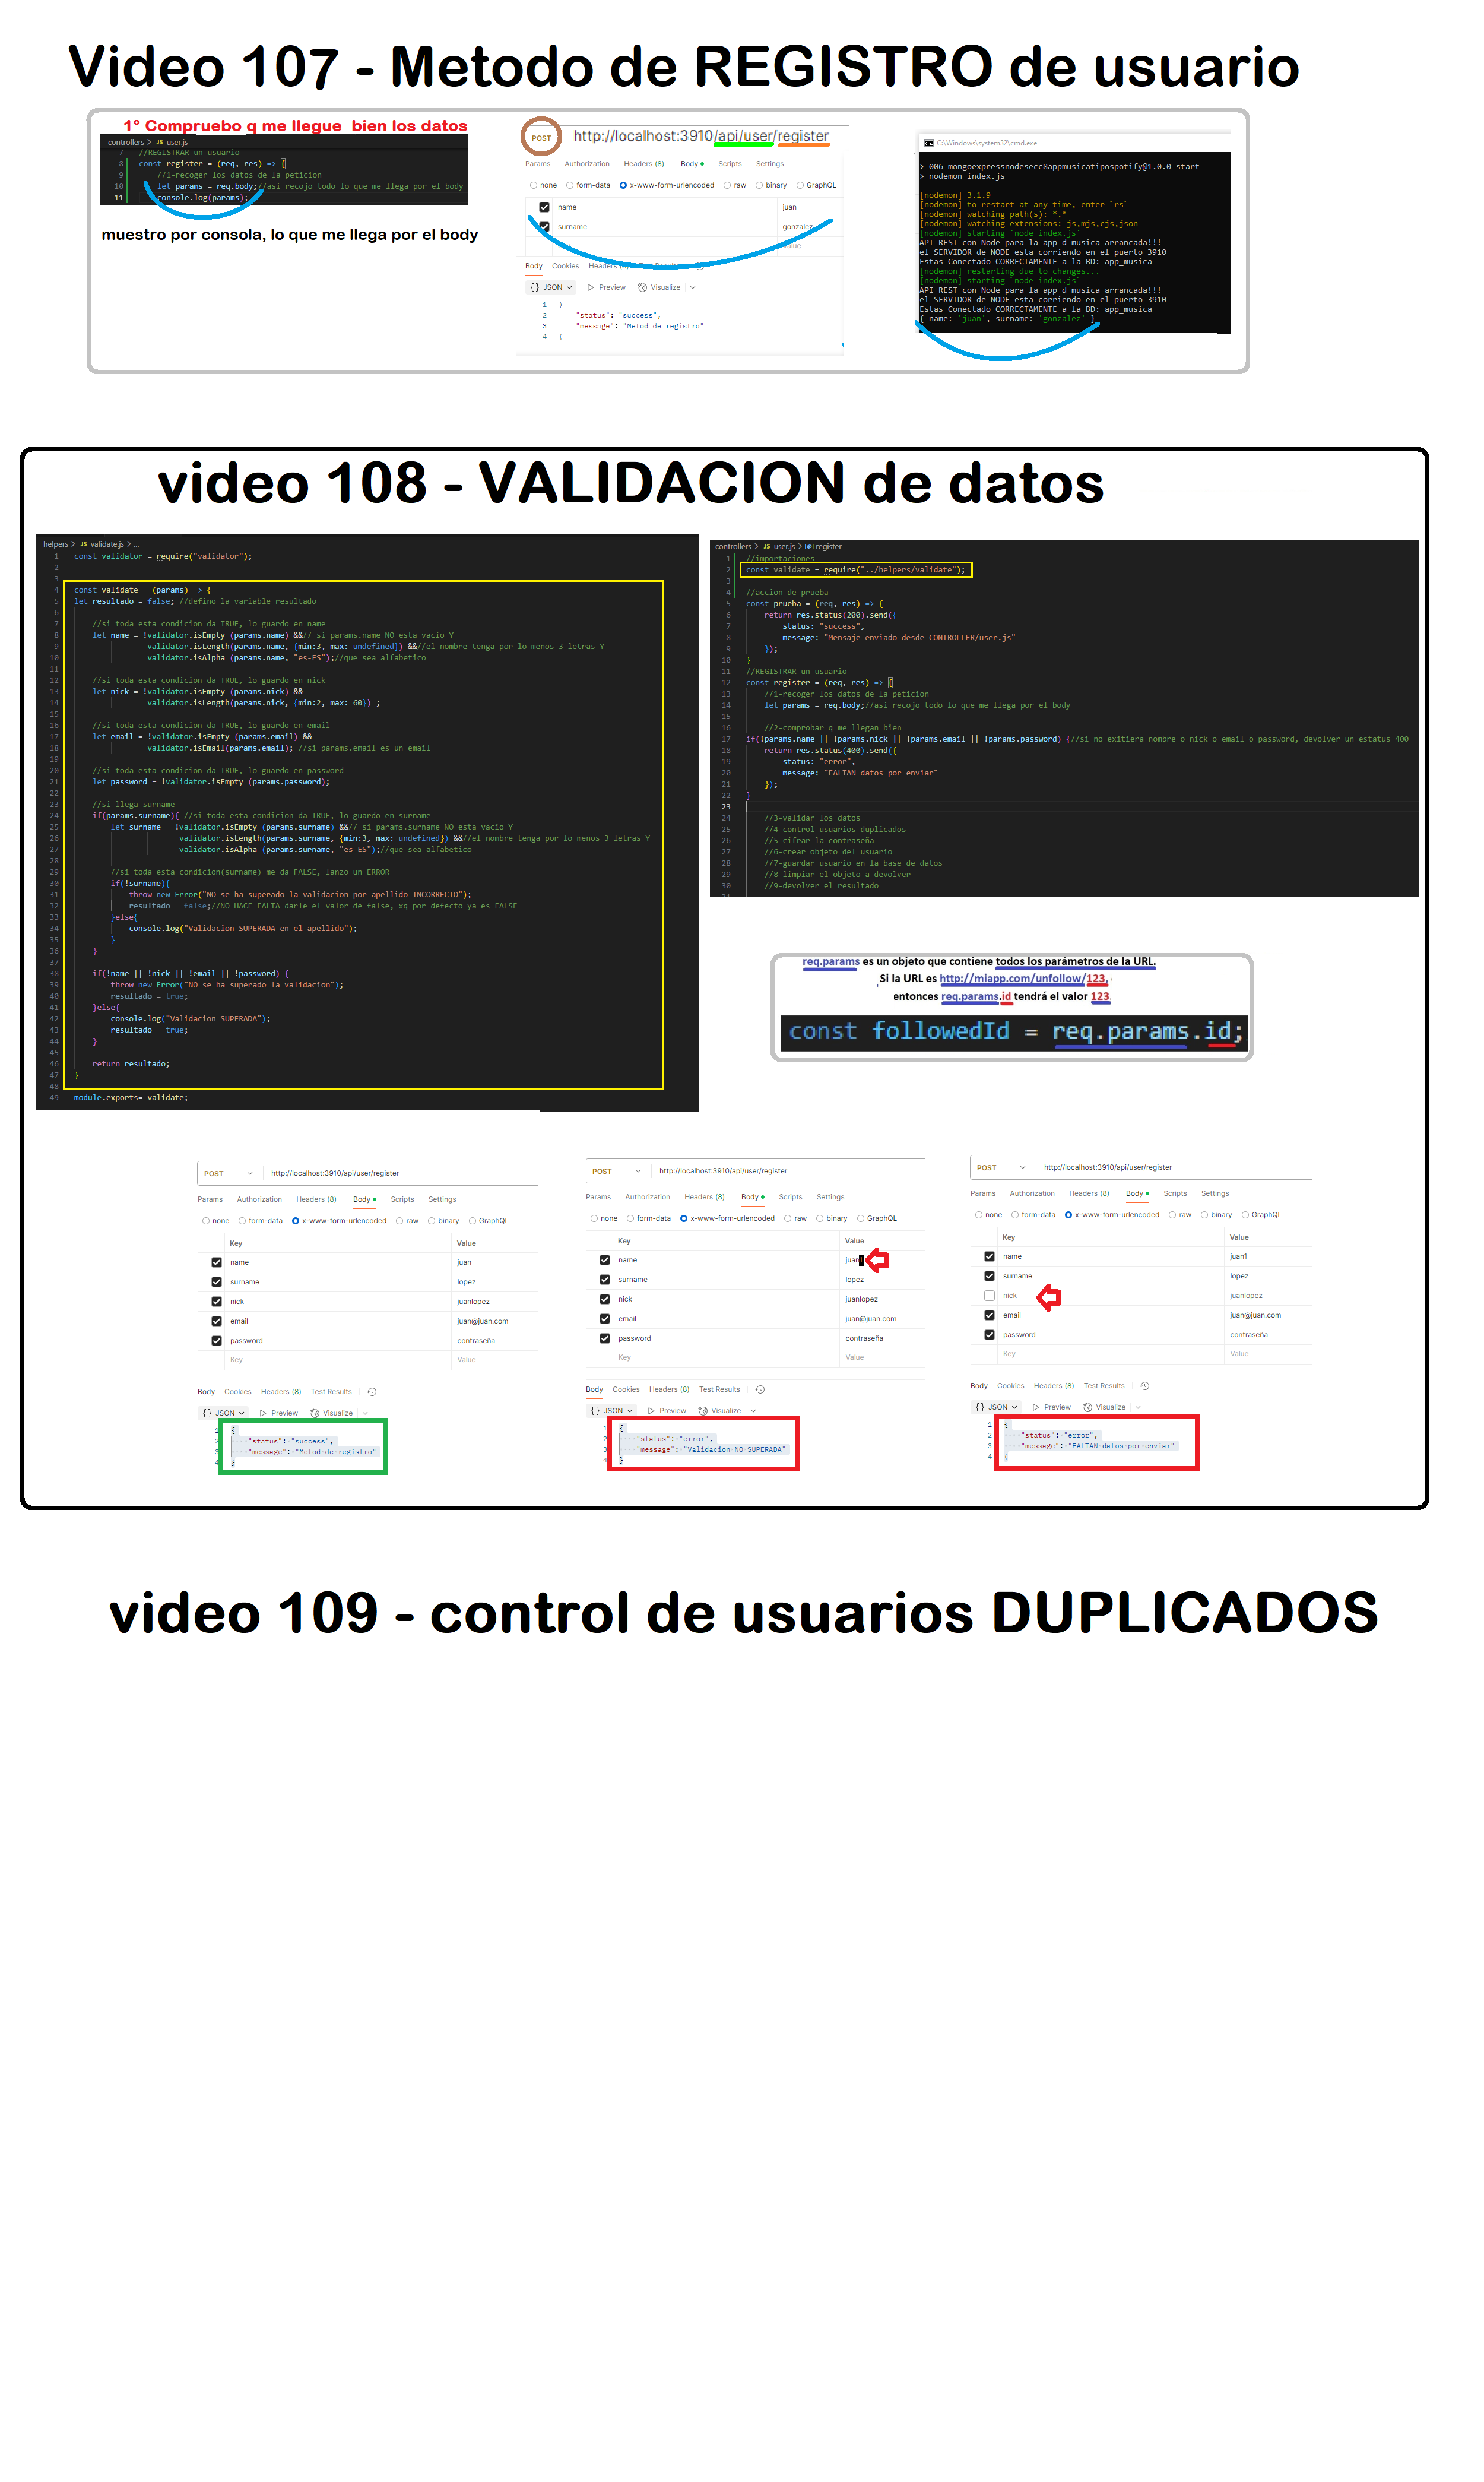 Video 107 - Metodo de REGISTRO de usuario
1º Compruebo q me llegue bien los datos
controllers > JS user.js
7 //REGISTRAR un usuario
8 const register = (req, res) => {
9 //1-recoger los datos de la peticion
10 let params = req.body;//asi recojo todo lo que me llega por el body
11 console.log(params);
muestro por consola, lo que me llega por el body
POST http://localhost:3910/api/user/register
Params Authorization Headers (8) Body Scripts Settings
none form-data x-www-form-urlencoded raw binary GraphQL
name juan
surname gonzalez
Value
Body Cookies Headers
{} JSON Preview Visualize
1 {
2 "status": "success",
3 "message": "Metod de registro"
4 }
C:\Windows\system32\cmd.exe
> 006-mongoexpressnodesecc8appmusicatipospotify@1.0.0 start
> nodemon index.js
[nodemon] 3.1.9
[nodemon] to restart at any time, enter `rs`
[nodemon] watching path(s): *.*
[nodemon] watching extensions: js,mjs,cjs,json
[nodemon] starting `node index.js`
API REST con Node para la app d musica arrancada!!!
el SERVIDOR de NODE esta corriendo en el puerto 3910
Estas Conectado CORRECTAMENTE a la BD: app_musica
[nodemon] restarting due to changes...
[nodemon] starting `node index.js`
API REST con Node para la app d musica arrancada!!!
el SERVIDOR de NODE esta corriendo en el puerto 3910
Estas Conectado CORRECTAMENTE a la BD: app_musica
{ name: 'juan', surname: 'gonzalez' }
video 108 - VALIDACION de datos
helpers > JS validate.js > ...
1 const validator = require("validator");
2
3
4 const validate = (params) => {
5 let resultado = false; //defino la variable resultado
6
7 //si toda esta condicion da TRUE, lo guardo en name
8 let name = !validator.isEmpty (params.name) &&// si params.name NO esta vacio Y
9 validator.isLength(params.name, {min:3, max: undefined}) &&//el nombre tenga por lo menos 3 letras Y
10 validator.isAlpha (params.name, "es-ES");//que sea alfabetico
11
12 //si toda esta condicion da TRUE, lo guardo en nick
13 let nick = !validator.isEmpty (params.nick) &&
14 validator.isLength(params.nick, {min:2, max: 60}) ;
15
16 //si toda esta condicion da TRUE, lo guardo en email
17 let email = !validator.isEmpty (params.email) &&
18 validator.isEmail(params.email); //si params.email es un email
19
20 //si toda esta condicion da TRUE, lo guardo en password
21 let password = !validator.isEmpty (params.password);
22
23 //si llega surname
24 if(params.surname){ //si toda esta condicion da TRUE, lo guardo en surname
25 let surname = !validator.isEmpty (params.surname) &&// si params.surname NO esta vacio Y
26 validator.isLength(params.surname, {min:3, max: undefined}) &&//el nombre tenga por lo menos 3 letras Y
27 validator.isAlpha (params.surname, "es-ES");//que sea alfabetico
28
29 //si toda esta condicion(surname) me da FALSE, lanzo un ERROR
30 if(!surname){
31 throw new Error("NO se ha superado la validacion por apellido INCORRECTO");
32 resultado = false;//NO HACE FALTA darle el valor de false, xq por defecto ya es FALSE
33 }else{
34 console.log("Validacion SUPERADA en el apellido");
35 }
36 }
37
38 if(!name || !nick || !email || !password) {
39 throw new Error("NO se ha superado la validacion");
40 resultado = true;
41 }else{
42 console.log("Validacion SUPERADA");
43 resultado = true;
44 }
45
46 return resultado;
47 }
48
49 module.exports= validate;
controllers > JS user.js > register
1 //importaciones
2 const validate = require("../helpers/validate");
3
4 //accion de prueba
5 const prueba = (req, res) => {
6 return res.status(200).send({
7 status: "success",
8 message: "Mensaje enviado desde CONTROLLER/user.js"
9 });
10 }
11 //REGISTRAR un usuario
12 const register = (req, res) => {
13 //1-recoger los datos de la peticion
14 let params = req.body;//asi recojo todo lo que me llega por el body
15
16 //2-comprobar q me llegan bien
17 if(!params.name || !params.nick || !params.email || !params.password) {//si no exitiera nombre o nick o email o password, devolver un estatus 400
18 return res.status(400).send({
19 status: "error",
20 message: "FALTAN datos por enviar"
21 });
22 }
23
24 //3-validar los datos
25 //4-control usuarios duplicados
26 //5-cifrar la contraseña
27 //6-crear objeto del usuario
28 //7-guardar usuario en la base de datos
29 //8-limpiar el objeto a devolver
30 //9-devolver el resultado
req.params es un objeto que contiene todos los parámetros de la URL.
Si la URL es http://miapp.com/unfollow/123,
entonces req.params.id tendrá el valor 123
const followedId = req.params.id;
POST http://localhost:3910/api/user/register
Params Authorization Headers (8) Body Scripts Settings
none form-data x-www-form-urlencoded raw binary GraphQL
Key Value
name juan
surname lopez
nick juanlopez
email juan@juan.com
password contraseña
Key Value
Body Cookies Headers (8) Test Results
{} JSON Preview Visualize
1 {
2 "status": "success",
3 "message": "Metod de registro"
4 }
POST http://localhost:3910/api/user/register
Params Authorization Headers (8) Body Scripts Settings
none form-data x-www-form-urlencoded raw binary GraphQL
Key Value
name juan1
surname lopez
nick juanlopez
email juan@juan.com
password contraseña
Key Value
Body Cookies Headers (8) Test Results
{} JSON Preview Visualize
1 {
2 "status": "error",
3 "message": "Validacion NO SUPERADA"
4 }
POST http://localhost:3910/api/user/register
Params Authorization Headers (8) Body Scripts Settings
none form-data x-www-form-urlencoded raw binary GraphQL
Key Value
name juan1
surname lopez
nick juanlopez
email juan@juan.com
password contraseña
Key Value
Body Cookies Headers (8) Test Results
{} JSON Preview Visualize
1 {
2 "status": "error",
3 "message": "FALTAN datos por enviar"
4 }
video 109 - control de usuarios DUPLICADOS